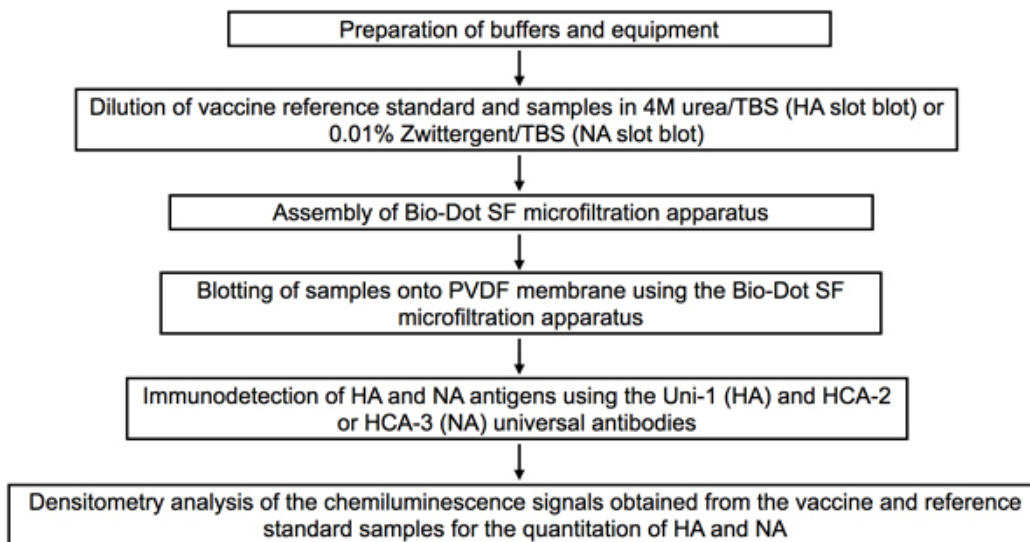 Preparation of buffers and equipment
Dilution of vaccine reference standard and samples in 4M urea/TBS (HA slot blot) or
0.01% Zwittergent/TBS (NA slot blot)
Assembly of Bio-Dot SF microfiltration apparatus
Blotting of samples onto PVDF membrane using the Bio-Dot SF
microfiltration apparatus
Immunodetection of HA and NA antigens using the Uni-1 (HA) and HCA-2
or HCA-3 (NA) universal antibodies
Densitometry analysis of the chemiluminescence signals obtained from the vaccine and reference
standard samples for the quantitation of HA and NA